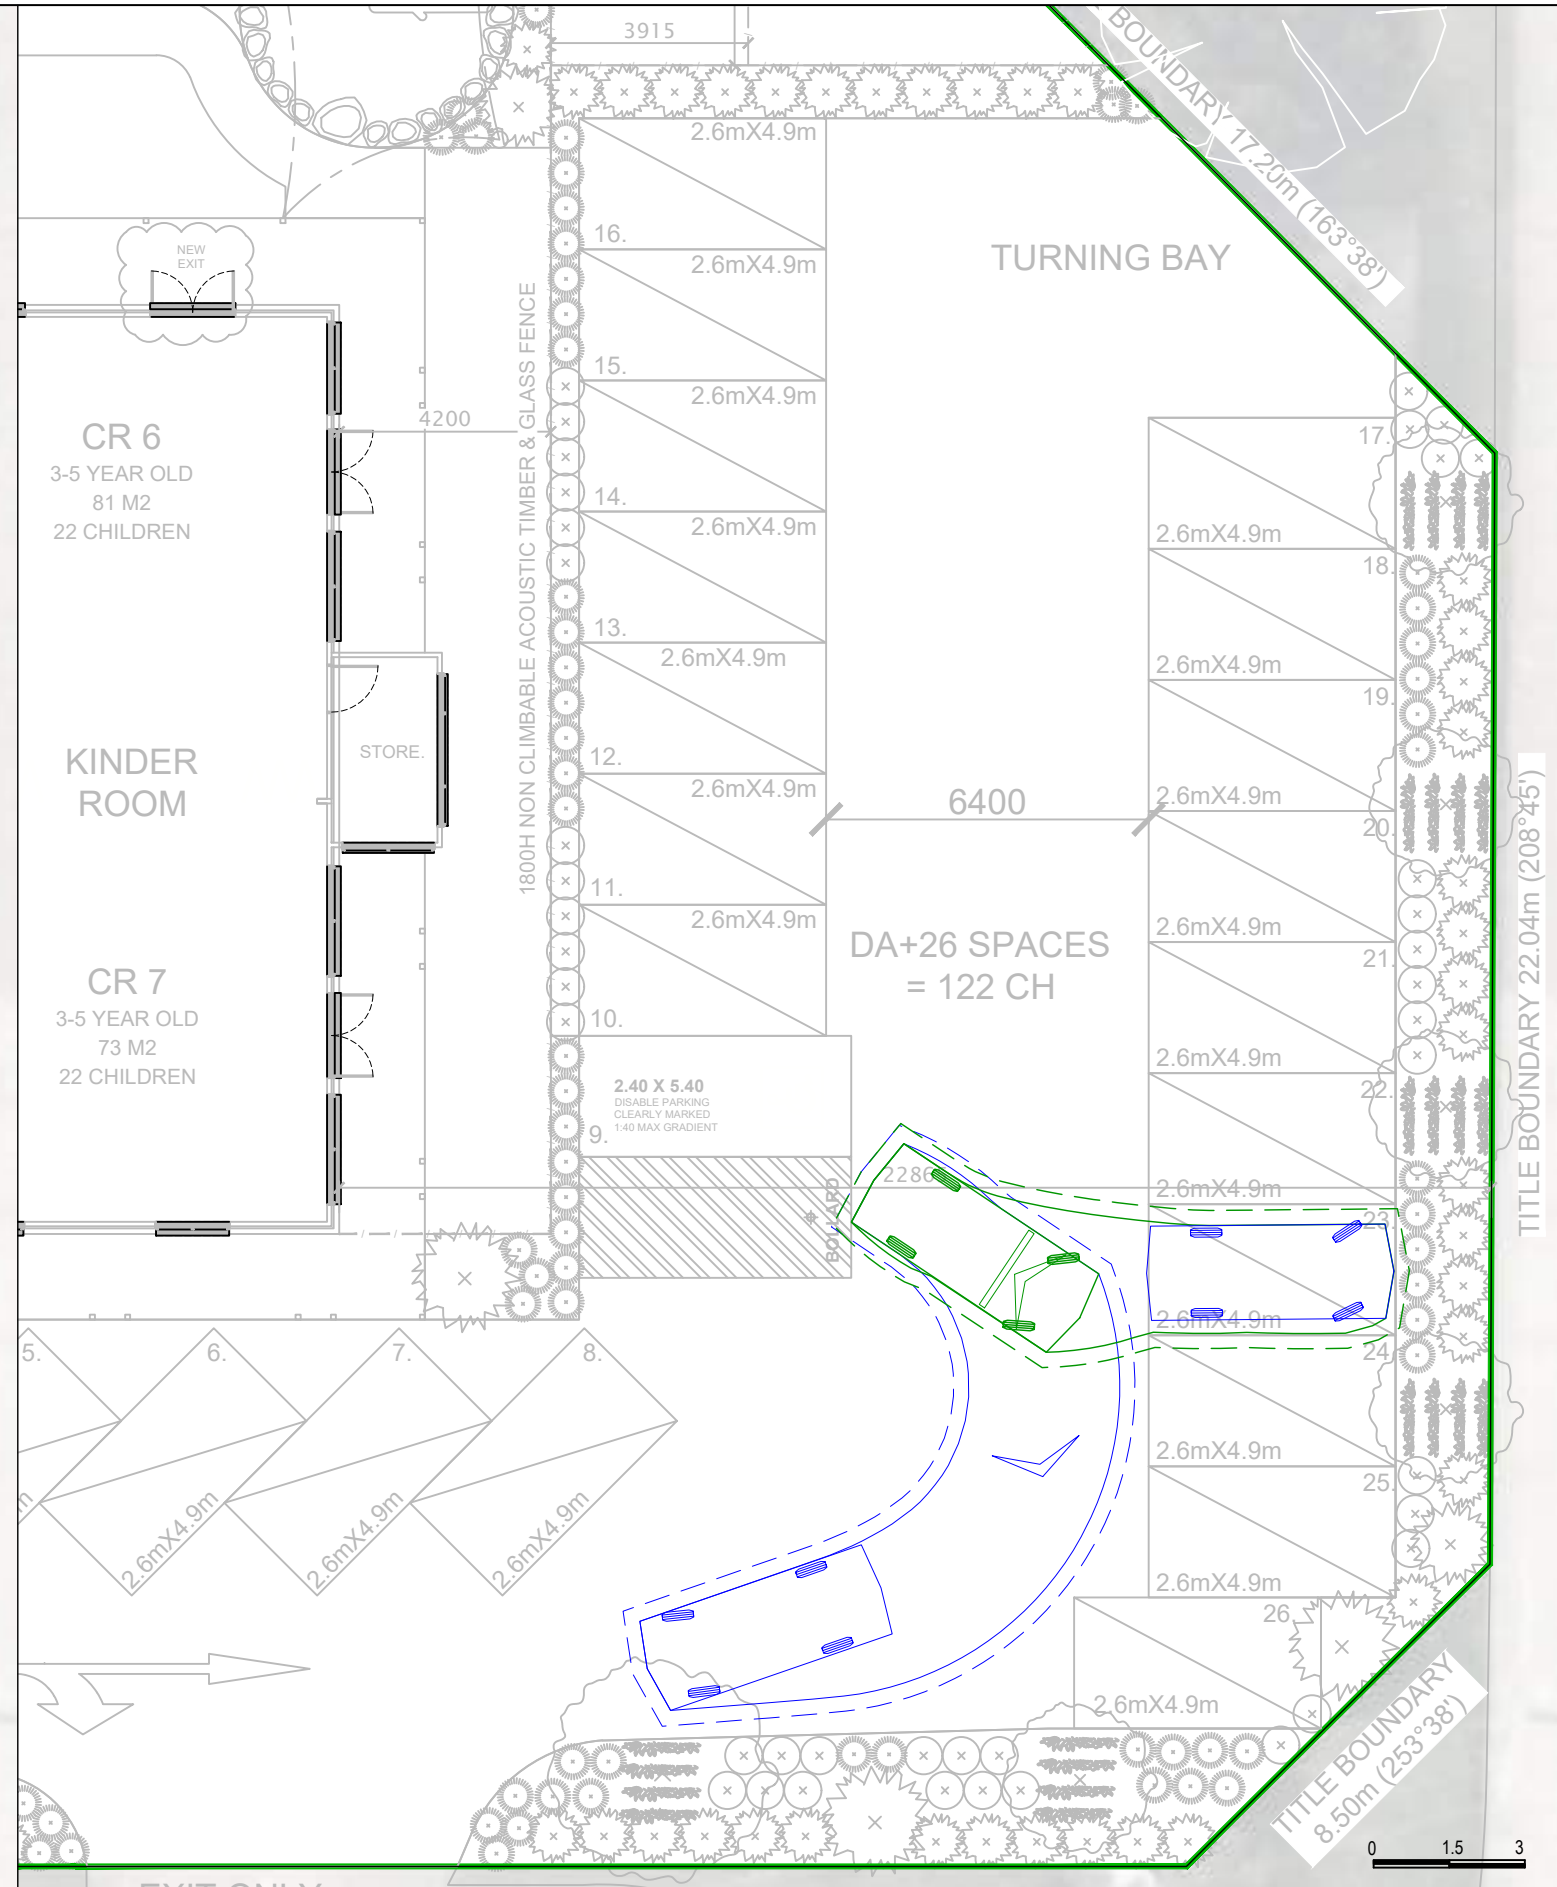 3915
BOUNDARY 17.20m (163°38')
2.6mX4.9m
16.
2.6mX4.9m
NEW
EXIT
TURNING BAY
15.
2.6mX4.9m
4200
1800H NON CLIMBABLE ACOUSTIC TIMBER & GLASS FENCE
CR 6
3-5 YEAR OLD
81 M2
22 CHILDREN
17.
14.
2.6mX4.9m
2.6mX4.9m
18.
13.
2.6mX4.9m
2.6mX4.9m
19.
KINDER
ROOM
STORE.
12.
2.6mX4.9m
6400
2.6mX4.9m
20.
TITLE BOUNDARY 22.04m (208°45')
11.
2.6mX4.9m
DA+26 SPACES
= 122 CH
2.6mX4.9m
21.
CR 7
3-5 YEAR OLD
73 M2
22 CHILDREN
10.
2.6mX4.9m
22.
2.40 X 5.40
DISABLE PARKING
CLEARLY MARKED
1:40 MAX GRADIENT
9.
BOLLARD
2286
2.6mX4.9m
23.
2.6mX4.9m
24.
5.
6.
7.
8.
2.6mX4.9m
25.
2.6mX4.9m
2.6mX4.9m
2.6mX4.9m
2.6mX4.9m
26
2.6mX4.9m
TITLE BOUNDARY
8.50m (253°38')
0 1.5 3
EXIT ONLY